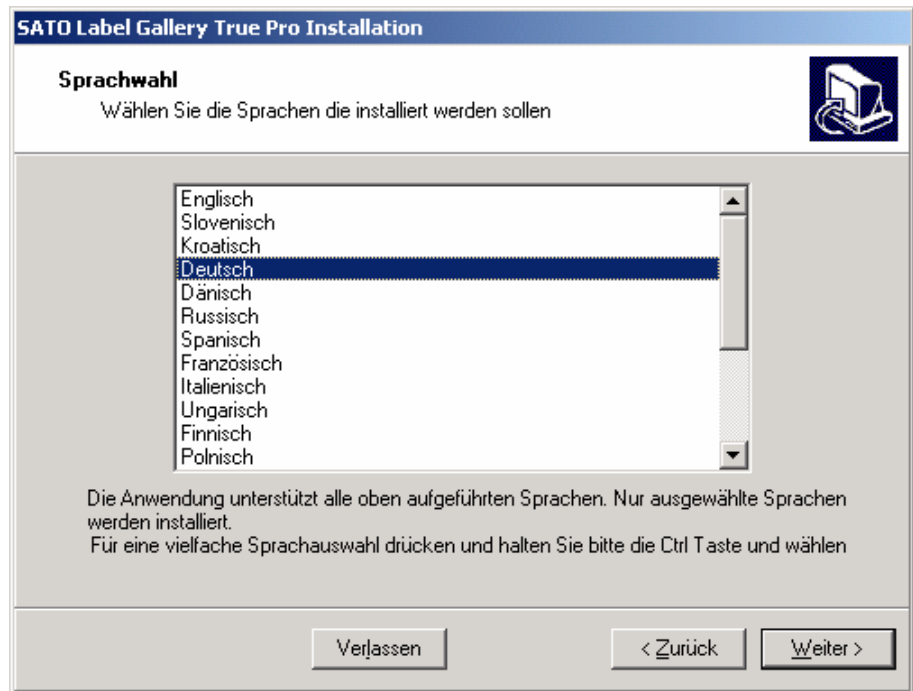 SATO Label Gallery True Pro Installation
Sprachwahl
Wählen Sie die Sprachen die installiert werden sollen
Englisch
Slovenisch
Kroatisch
Deutsch
Dänisch
Russisch
Spanisch
Französisch
Italienisch
Ungarisch
Finnisch
Polnisch
Die Anwendung unterstützt alle oben aufgeführten Sprachen. Nur ausgewählte Sprachen
werden installiert.
Für eine vielfache Sprachauswahl drücken und halten Sie bitte die Ctrl Taste und wählen
Verlassen
< Zurück
Weiter >